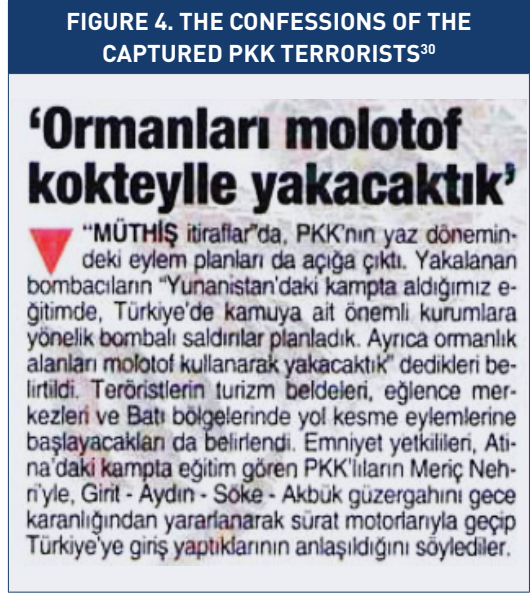 FIGURE 4. THE CONFESSIONS OF THE
CAPTURED PKK TERRORISTS30
‘Ormanları molotof
kokteylle yakacaktık’
“MÜTHİŞ itiraflar”da, PKK'nın yaz dönemin-
deki eylem planları da açığa çıktı. Yakalanan
bombacıların “Yunanistan'daki kampta aldığımız e-
ğitimde, Türkiye'de kamuya ait önemli kurumlara
yönelik bombalı saldırılar planladık. Ayrıca ormanlık
alanları molotof kullanarak yakacaktık” dedikleri be-
lirtildi. Teröristlerin turizm beldeleri, eğlence mer-
kezleri ve Batı bölgelerinde yol kesme eylemlerine
başlayacakları da belirlendi. Emniyet yetkilileri, Ati-
na'daki kampta eğitim gören PKK'lıların Meriç Neh-
ri'yle, Girit - Aydın - Söke - Akbük güzergahını gece
karanlığından yararlanarak sürat motorlarıyla geçip
Türkiye'ye giriş yaptıklarının anlaşıldığını söylediler.